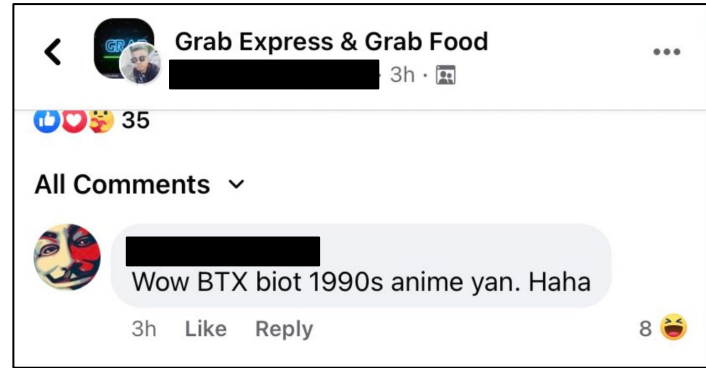 Grab Express & Grab Food
3h ·
35
All Comments
Wow BTX biot 1990s anime yan. Haha
3h Like Reply 8